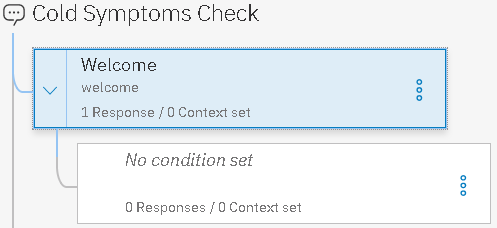 Cold Symptoms Check
Welcome
welcome
1 Response / 0 Context set
No condition set
0 Responses / 0 Context set